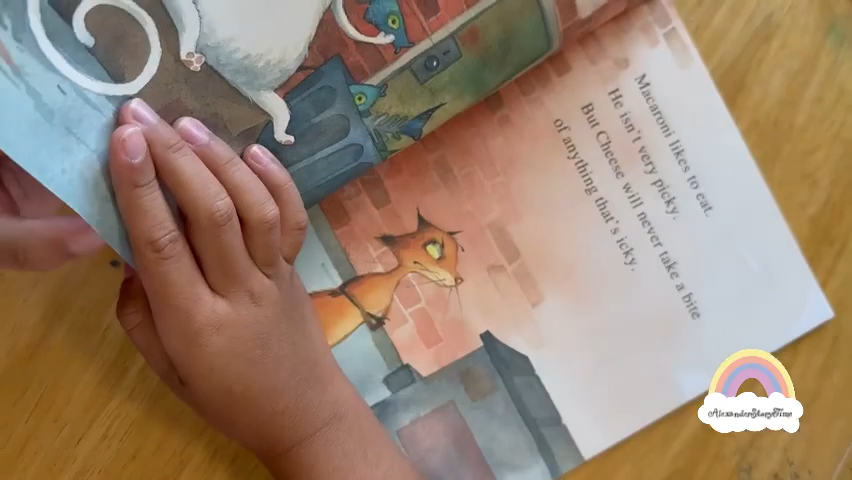 Macaroni likes to eat.
He isn't very picky.
But Cheese will never take a bite
of anything that's icky.
AlexanderStoryTime